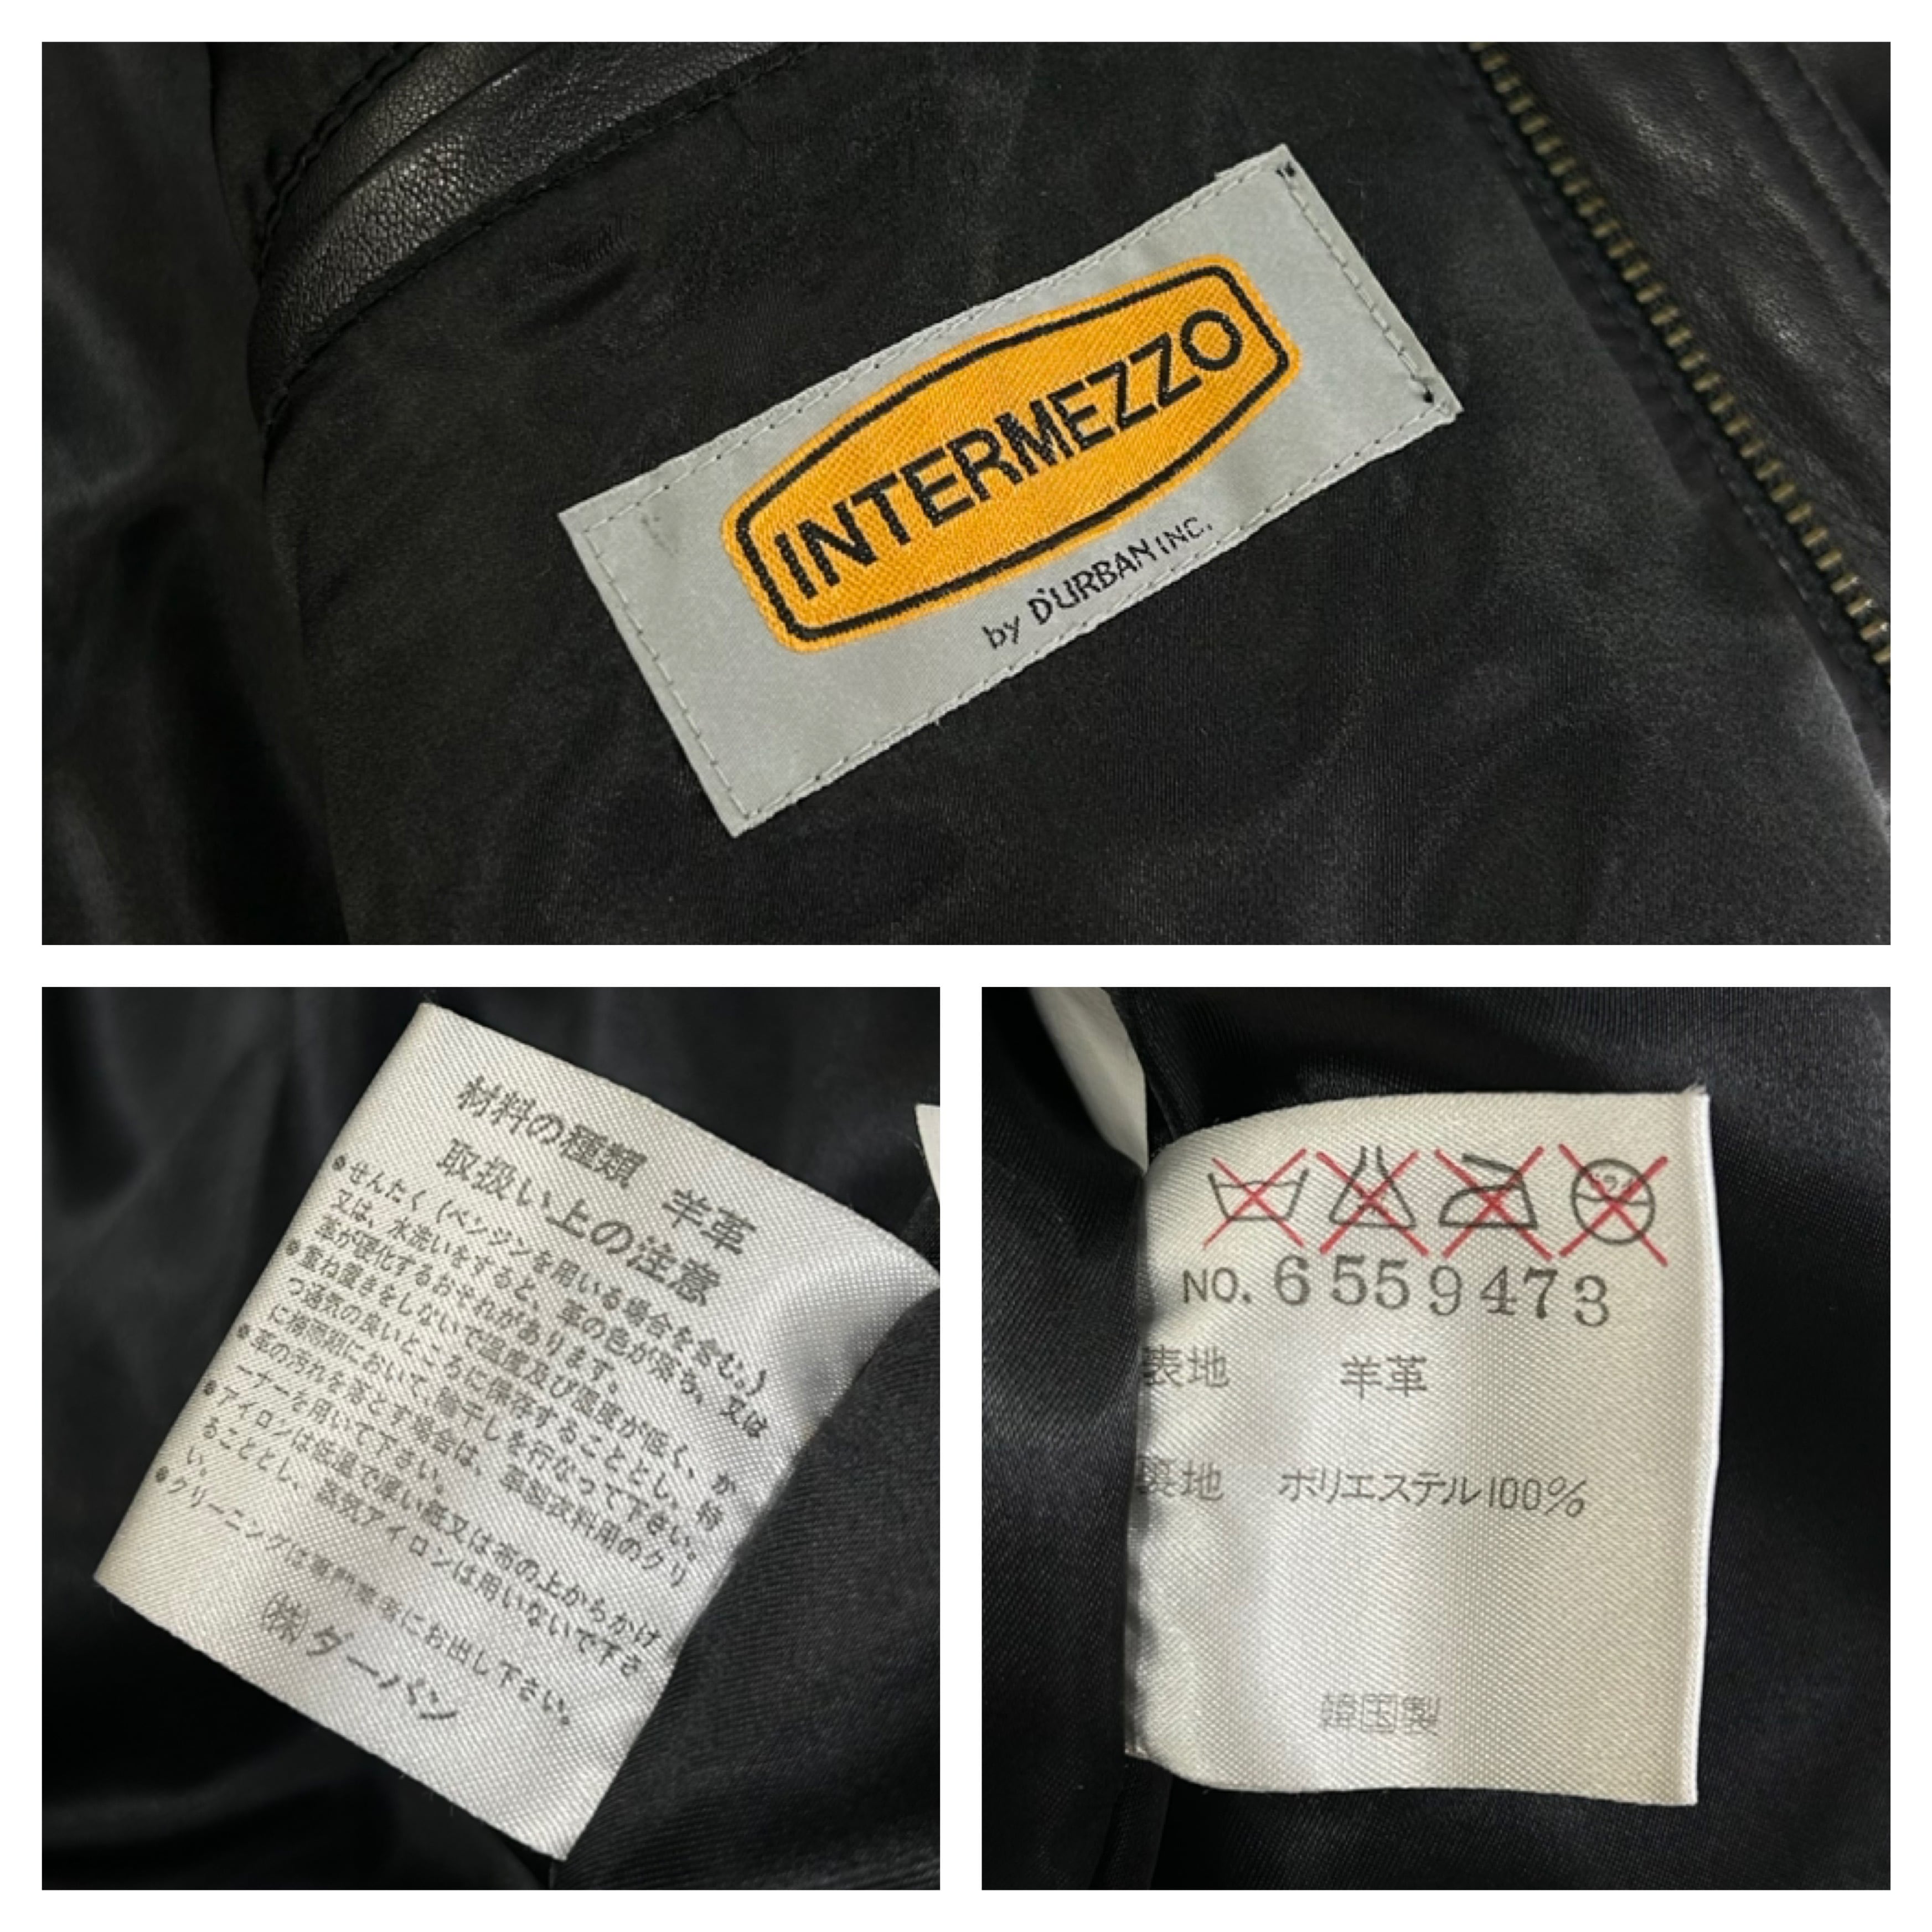 INTERMEZZO
by D'URBAN INC.
材料の種類 羊革
取扱い上の注意
●せんたく(ベンジンを用いる場合を含む。)
又は、水洗いをすると、革の色が落ち、又は
革が硬化するおそれがあります。
●重ね置きをしないで温度及び湿度が低く、か
つ通気の良いところに保存することとし、特
に梅雨期において、陰干しを行なって下さい。
●革の汚れを落とす場合は、革製衣料用のクリ
ーナーを用いて下さい。
●アイロンは低温で厚い紙又は布の上からかけ
ることとし、蒸気アイロンは用いないで下さ
い。
●クリーニングは専門業者にお出し下さい。
(株)ダーバン
NO. 6559473
表地 羊革
裏地 ポリエステル100%
韓国製